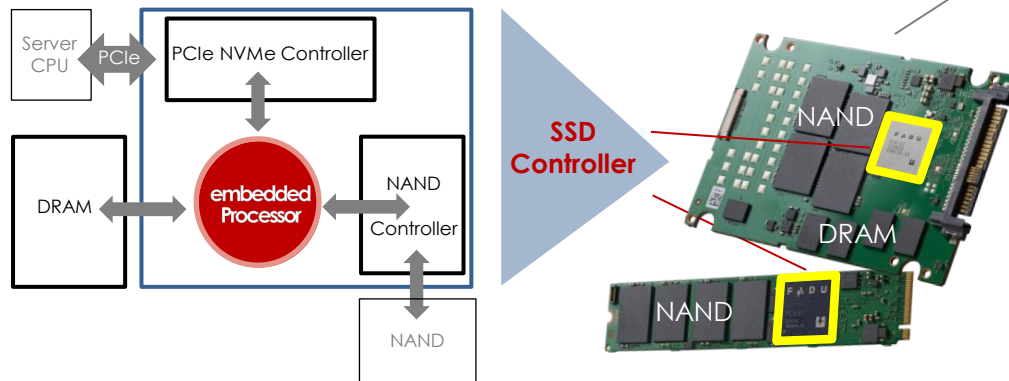 Server
CPU
PCIe
PCIe NVMe Controller
DRAM
embedded
Processor
NAND
Controller
NAND
SSD
Controller
NAND
FADU
DRAM
NAND
FADU